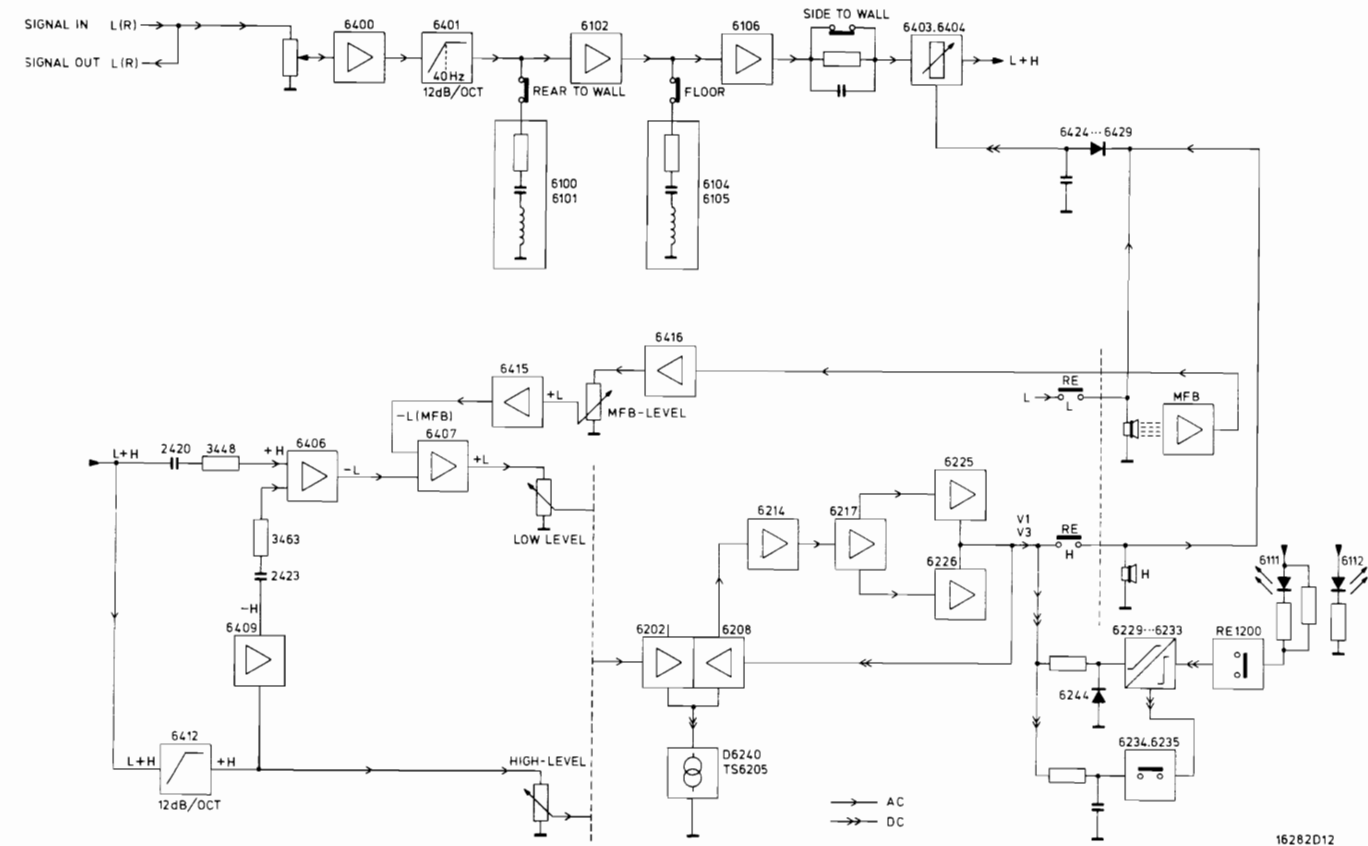 SIGNAL IN L(R)
SIGNAL OUT L(R)
6400
6401
40Hz
12dB/OCT
REAR TO WALL
6100
6101
6102
FLOOR
6104
6105
6106
SIDE TO WALL
6403.6404
L+H
6424···6429
6416
6415
+L
MFB-LEVEL
-L(MFB)
RE
L
L
MFB
L+H
2420
3448
+H
6406
-L
6407
+L
LOW LEVEL
3463
2423
-H
6409
6412
L+H
+H
12dB/OCT
HIGH-LEVEL
6202
6208
D6240
TS6205
6214
6217
6225
6226
V1
V3
RE
H
H
6111
6112
6229···6233
RE1200
6244
6234.6235
AC
DC
16282D12